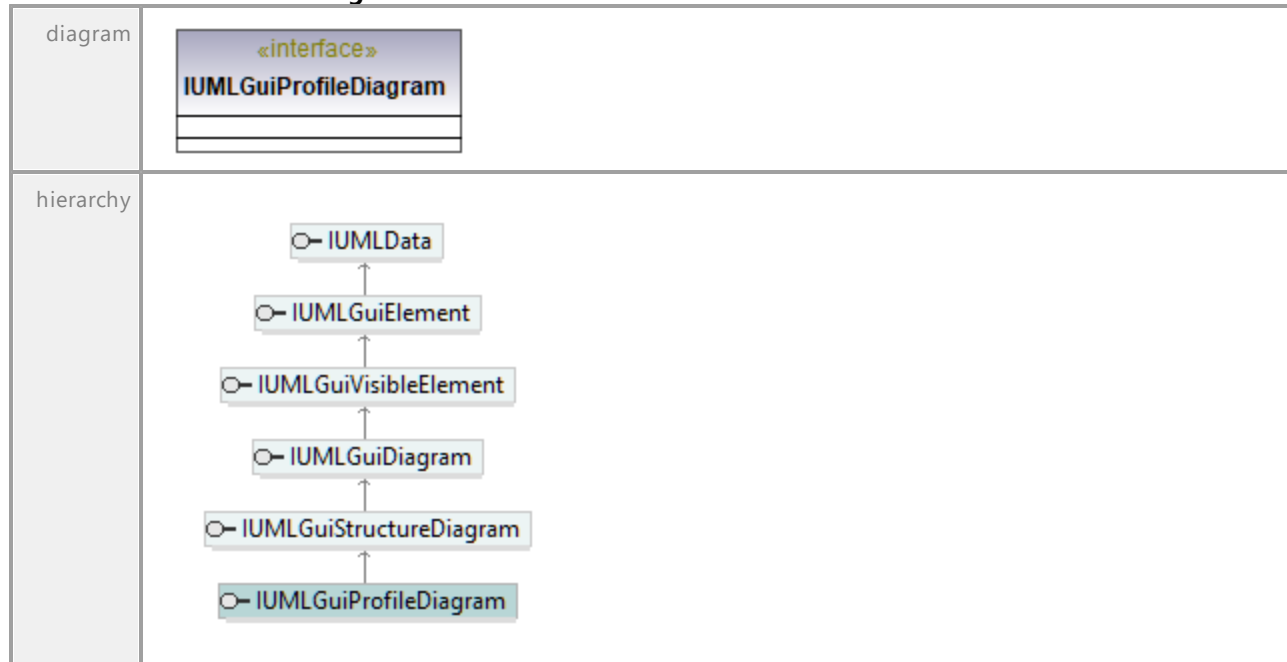 diagram
«interface»
IUMLGuiProfileDiagram
hierarchy
IUMLData
IUMLGuiElement
IUMLGuiVisibleElement
IUMLGuiDiagram
IUMLGuiStructureDiagram
IUMLGuiProfileDiagram